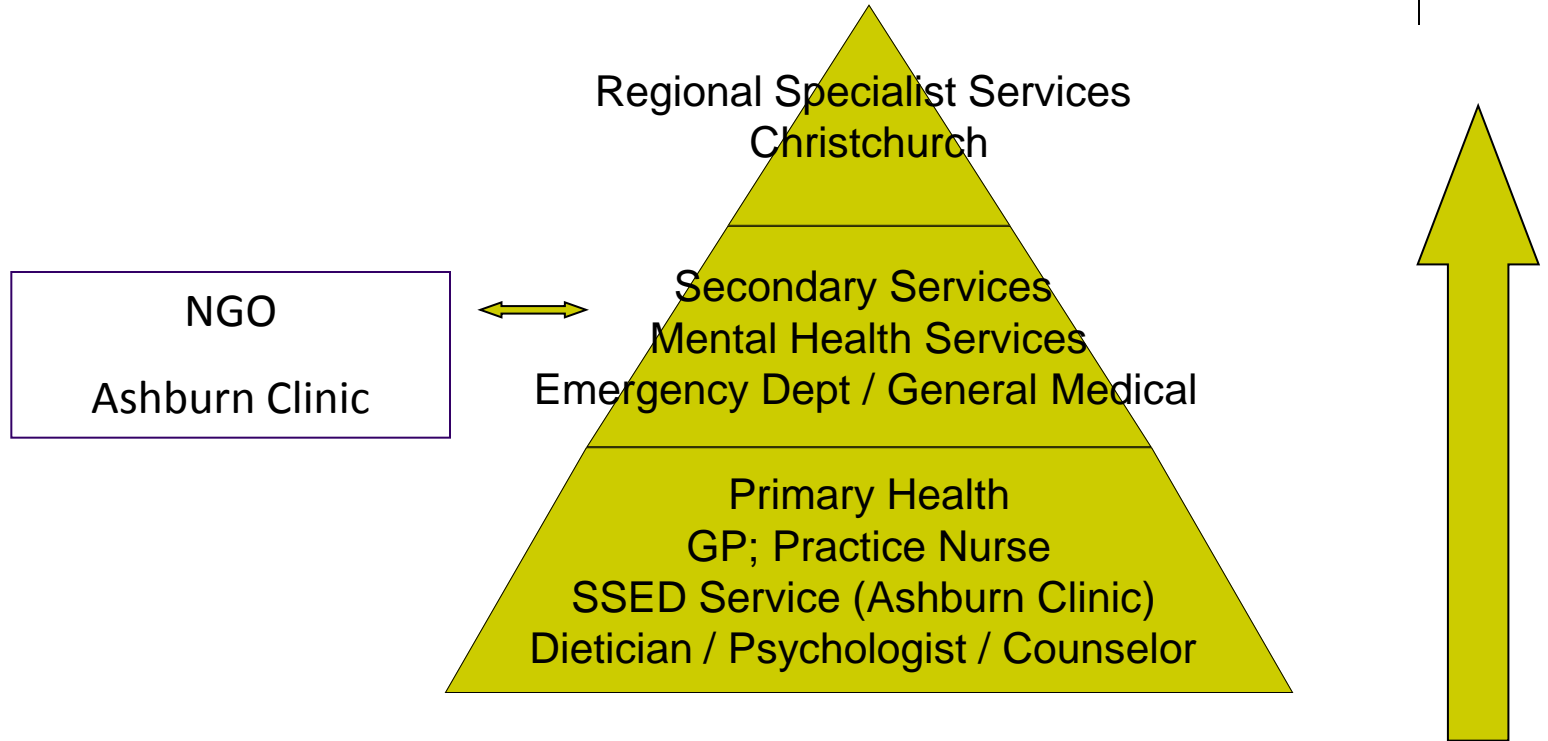 Regional Specialist Services
Christchurch
NGO
Ashburn Clinic
Secondary Services
Mental Health Services
Emergency Dept / General Medical
Primary Health
GP; Practice Nurse
SSED Service (Ashburn Clinic)
Dietician / Psychologist / Counselor